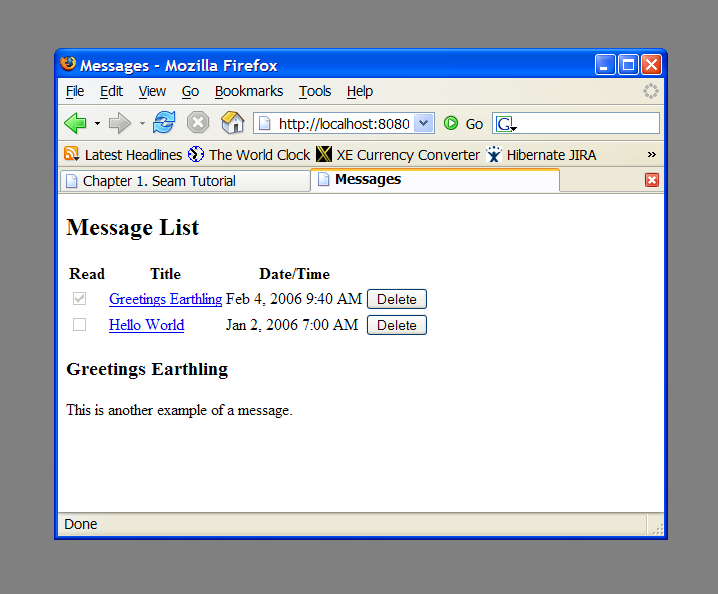 Messages - Mozilla Firefox
File Edit View Go Bookmarks Tools Help
http://localhost:8080 Go G
Latest Headlines The World Clock XE Currency Converter Hibernate JIRA »
Chapter 1. Seam Tutorial Messages
Message List
Read Title Date/Time
Greetings Earthling Feb 4, 2006 9:40 AM Delete
Hello World Jan 2, 2006 7:00 AM Delete
Greetings Earthling
This is another example of a message.
Done